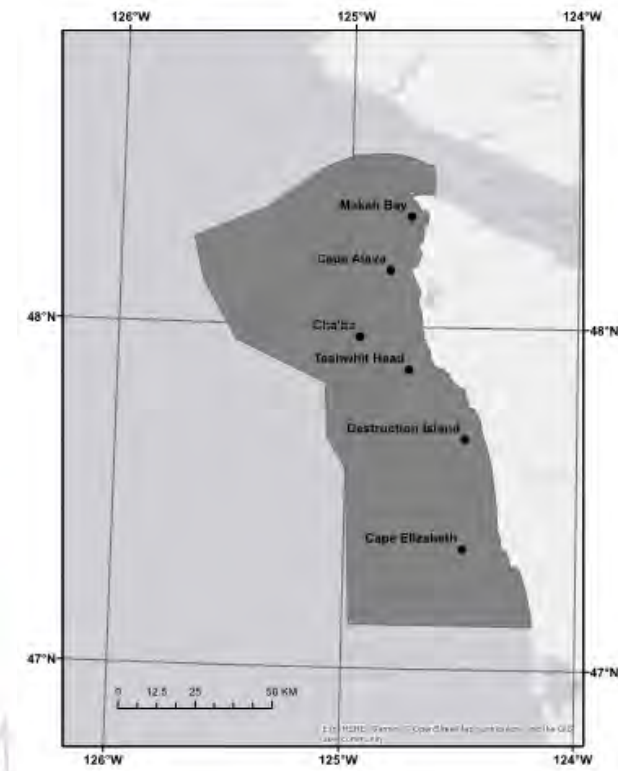 126°W 125°W 124°W
Makah Bay
Cape Alava
48°N 48°N
Cha'ba
Teahwhit Head
Destruction Island
Cape Elizabeth
47°N 47°N
0 12.5 25 50 KM
126°W 125°W 124°W